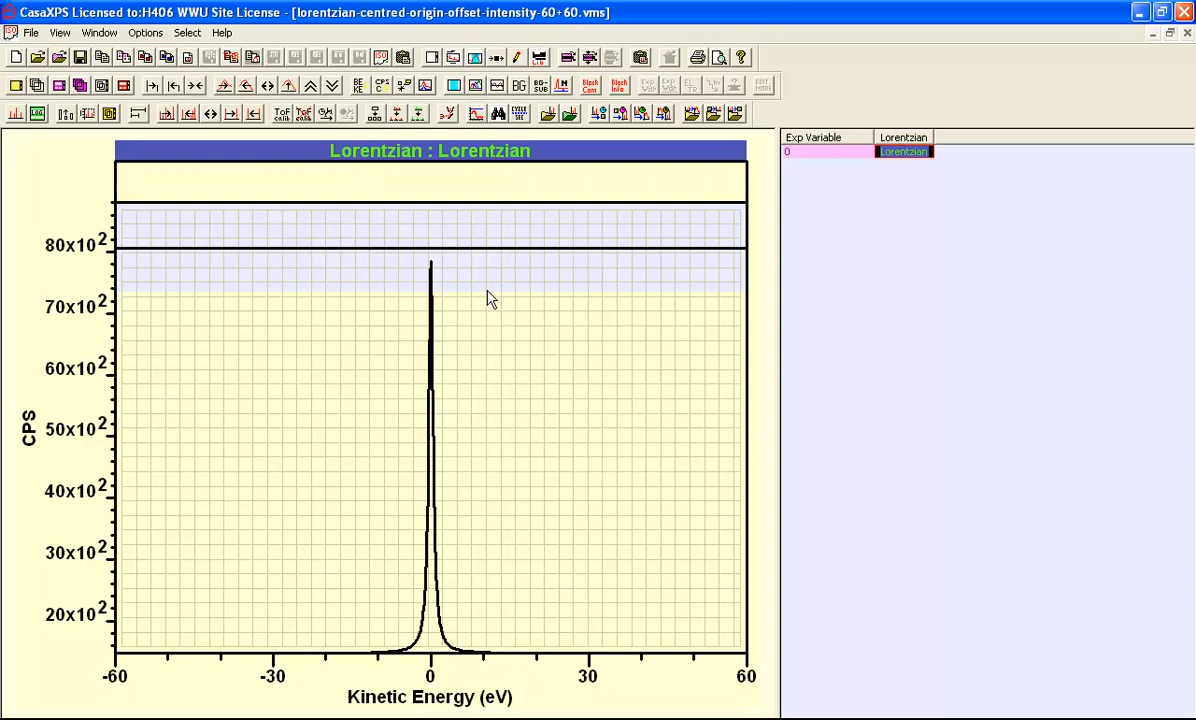 CasaXPS Licensed to:H406 WWU Site License - [lorentzian-centred-origin-offset-intensity-60+60.vms]
File View Window Options Select Help
Lorentzian : Lorentzian
Exp Variable Lorentzian
0 Lorentzian
80x10²
70x10²
60x10²
50x10²
40x10²
30x10²
20x10²
CPS
-60 -30 0 30 60
Kinetic Energy (eV)